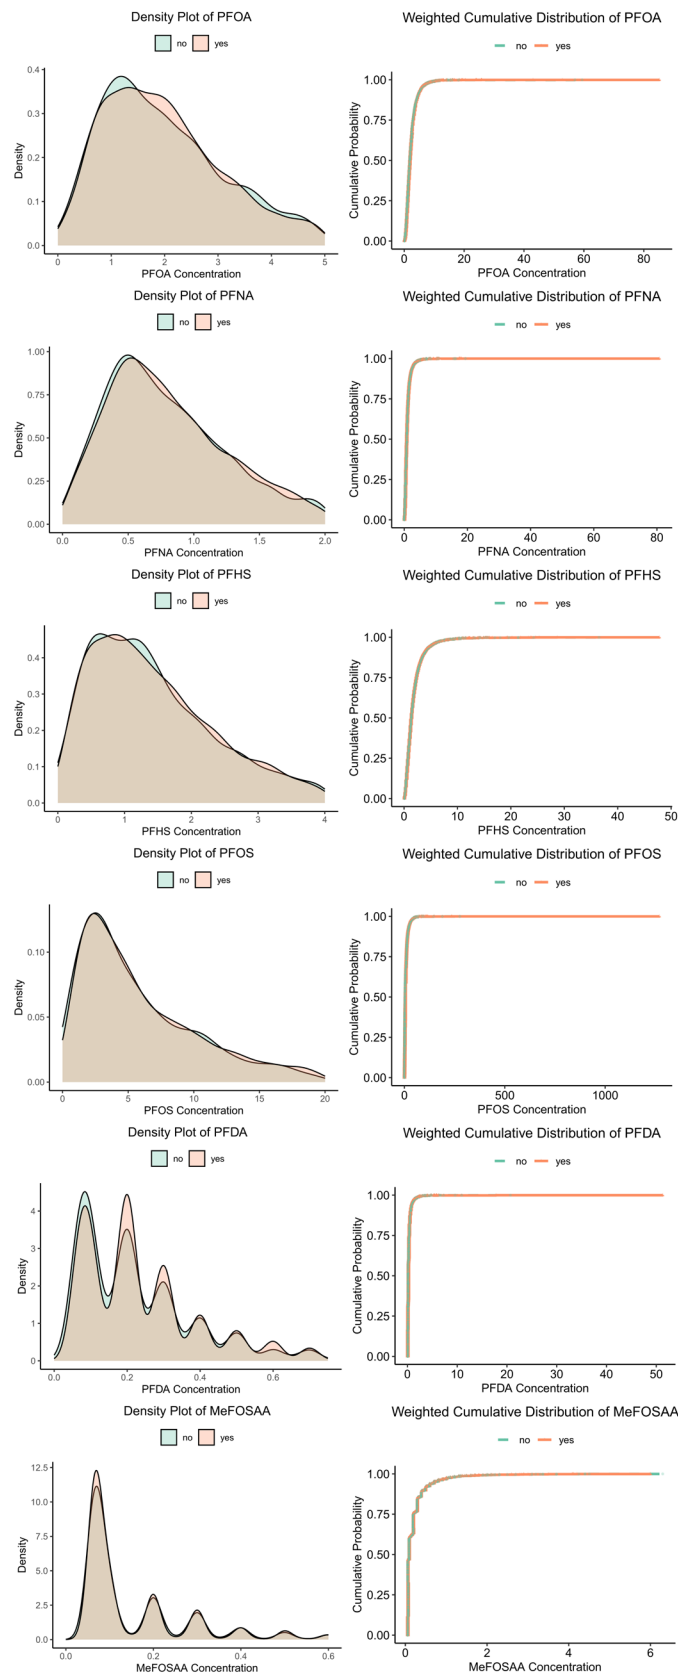 Density Plot of PFOA
no yes
0.4
0.3
0.2
0.1
0.0
Density
0 1 2 3 4 5
PFOA Concentration
Weighted Cumulative Distribution of PFOA
no yes
1.00
0.75
0.50
0.25
0.00
Cumulative Probability
0 20 40 60 80
PFOA Concentration
Density Plot of PFNA
no yes
1.00
0.75
0.50
0.25
0.00
Density
0.0 0.5 1.0 1.5 2.0
PFNA Concentration
Weighted Cumulative Distribution of PFNA
no yes
1.00
0.75
0.50
0.25
0.00
Cumulative Probability
0 20 40 60 80
PFNA Concentration
Density Plot of PFHS
no yes
0.4
0.3
0.2
0.1
0.0
Density
0 1 2 3 4
PFHS Concentration
Weighted Cumulative Distribution of PFHS
no yes
1.00
0.75
0.50
0.25
0.00
Cumulative Probability
0 10 20 30 40 50
PFHS Concentration
Density Plot of PFOS
no yes
0.10
0.05
0.00
Density
0 5 10 15 20
PFOS Concentration
Weighted Cumulative Distribution of PFOS
no yes
1.00
0.75
0.50
0.25
0.00
Cumulative Probability
0 500 1000
PFOS Concentration
Density Plot of PFDA
no yes
4
3
2
1
0
Density
0.0 0.2 0.4 0.6
PFDA Concentration
Weighted Cumulative Distribution of PFDA
no yes
1.00
0.75
0.50
0.25
0.00
Cumulative Probability
0 10 20 30 40 50
PFDA Concentration
Density Plot of MeFOSAA
no yes
12.5
10.0
7.5
5.0
2.5
0.0
Density
0.0 0.2 0.4 0.6
MeFOSAA Concentration
Weighted Cumulative Distribution of MeFOSAA
no yes
1.00
0.75
0.50
0.25
0.00
Cumulative Probability
0 2 4 6
MeFOSAA Concentration